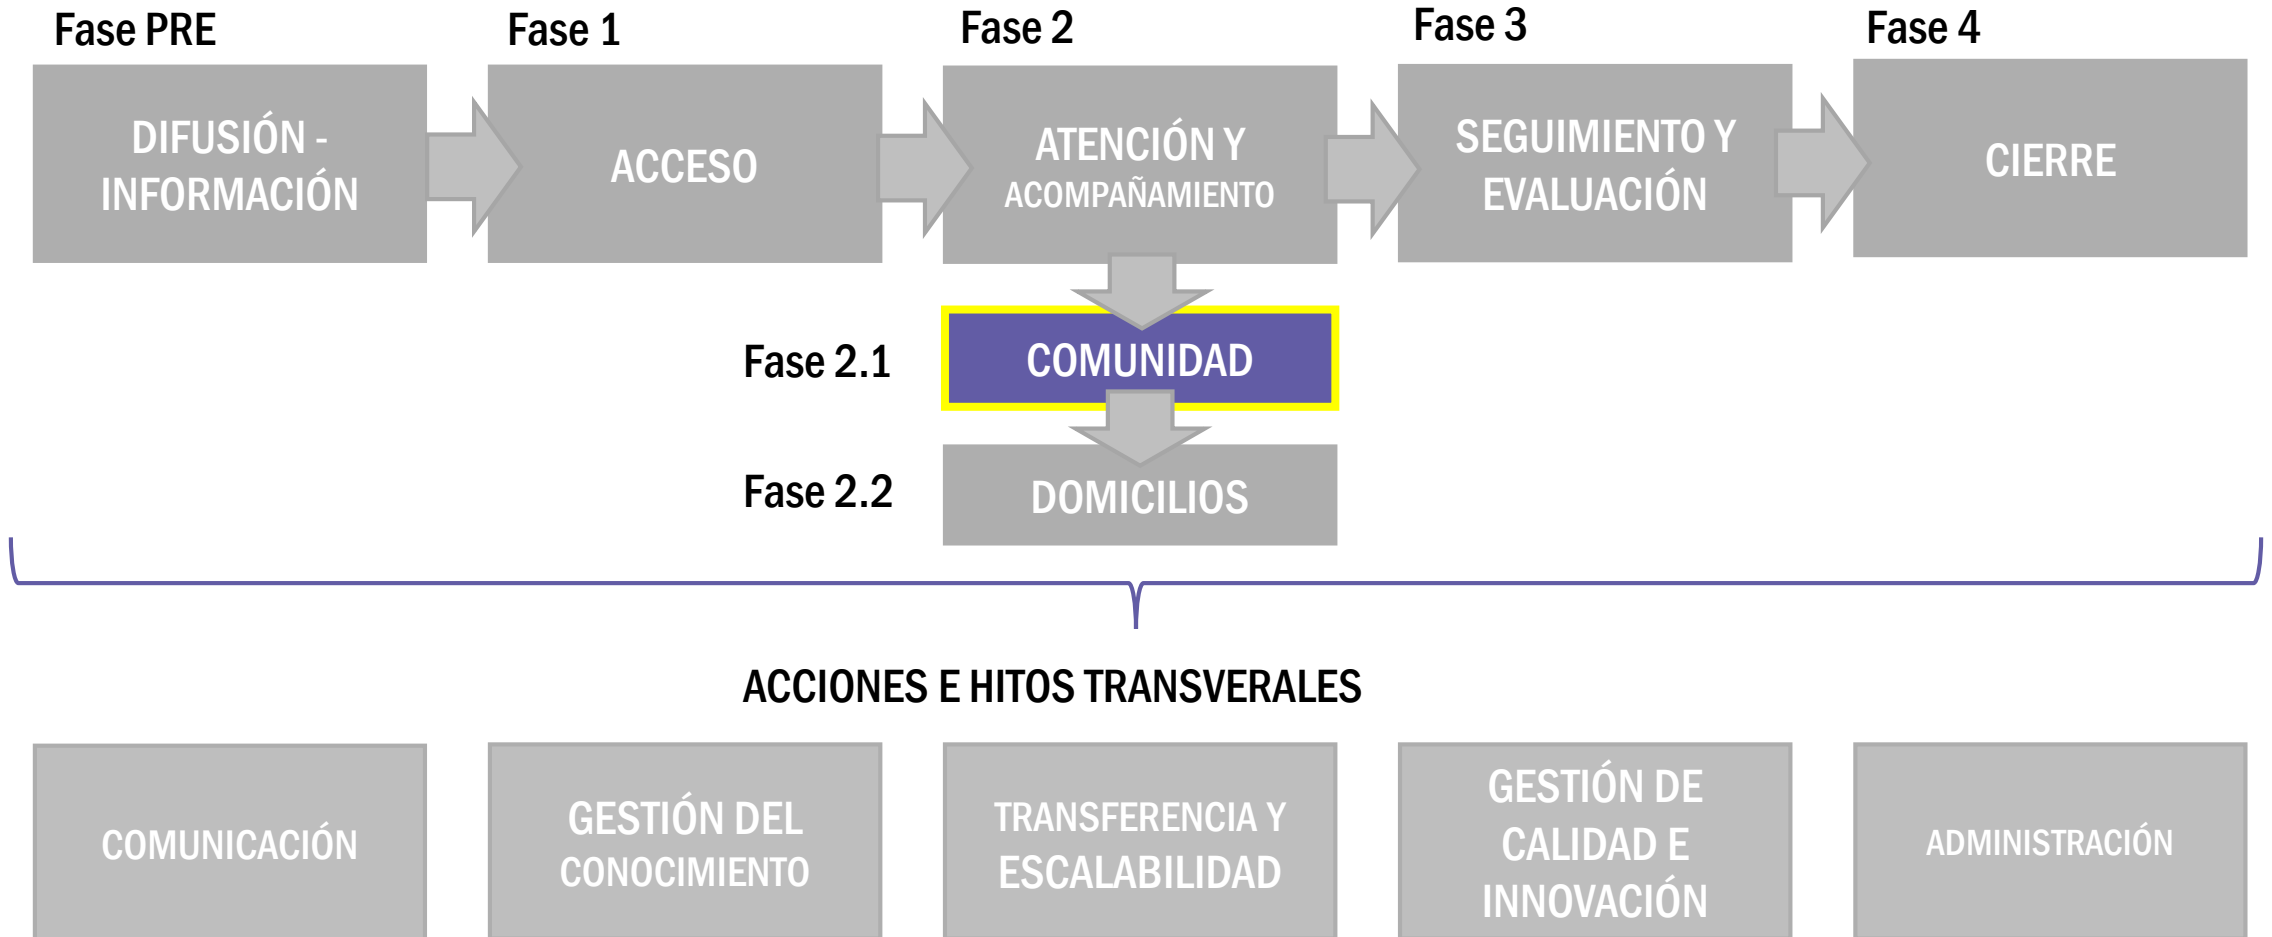 Fase PRE
Fase 1
Fase 2
Fase 3
Fase 4
DIFUSIÓN -
INFORMACIÓN
ACCESO
ATENCIÓN Y
ACOMPAÑAMIENTO
SEGUIMIENTO Y
EVALUACIÓN
CIERRE
Fase 2.1
COMUNIDAD
Fase 2.2
DOMICILIOS
ACCIONES E HITOS TRANSVERALES
COMUNICACIÓN
GESTIÓN DEL
CONOCIMIENTO
TRANSFERENCIA Y
ESCALABILIDAD
GESTIÓN DE
CALIDAD E
INNOVACIÓN
ADMINISTRACIÓN